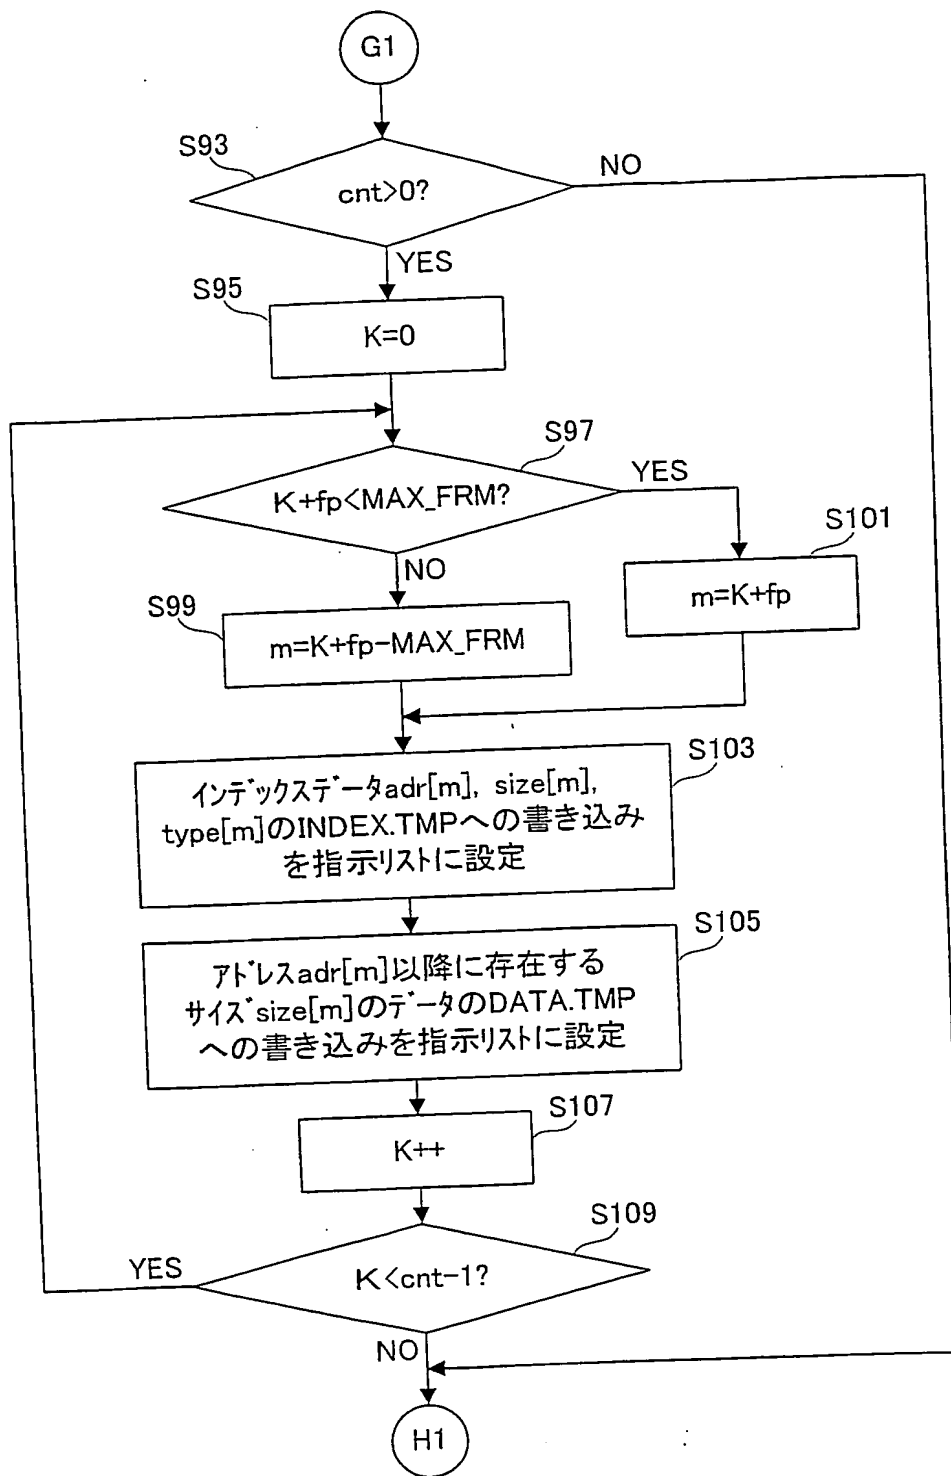 G1
S93
cnt>0?
NO
YES
S95
K=0
S97
K+fp<MAX_FRM?
YES
NO
S101
m=K+fp
S99
m=K+fp-MAX_FRM
S103
インデックスデータadr[m], size[m],
type[m]のINDEX.TMPへの書き込み
を指示リストに設定
S105
アドレスadr[m]以降に存在する
サイズsize[m]のデータのDATA.TMP
への書き込みを指示リストに設定
S107
K++
S109
K<cnt-1?
YES
NO
H1